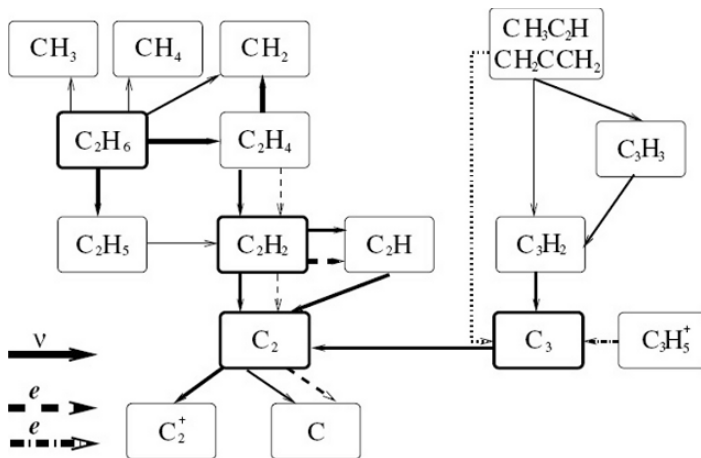 CH₃
CH₄
CH₂
CH₃C₂H
CH₂CCH₂
C₂H₆
C₂H₄
C₃H₃
C₂H₅
C₂H₂
C₂H
C₃H₂
ν
C₂
C₃
C₃H₅⁺
e
e
C₂⁺
C